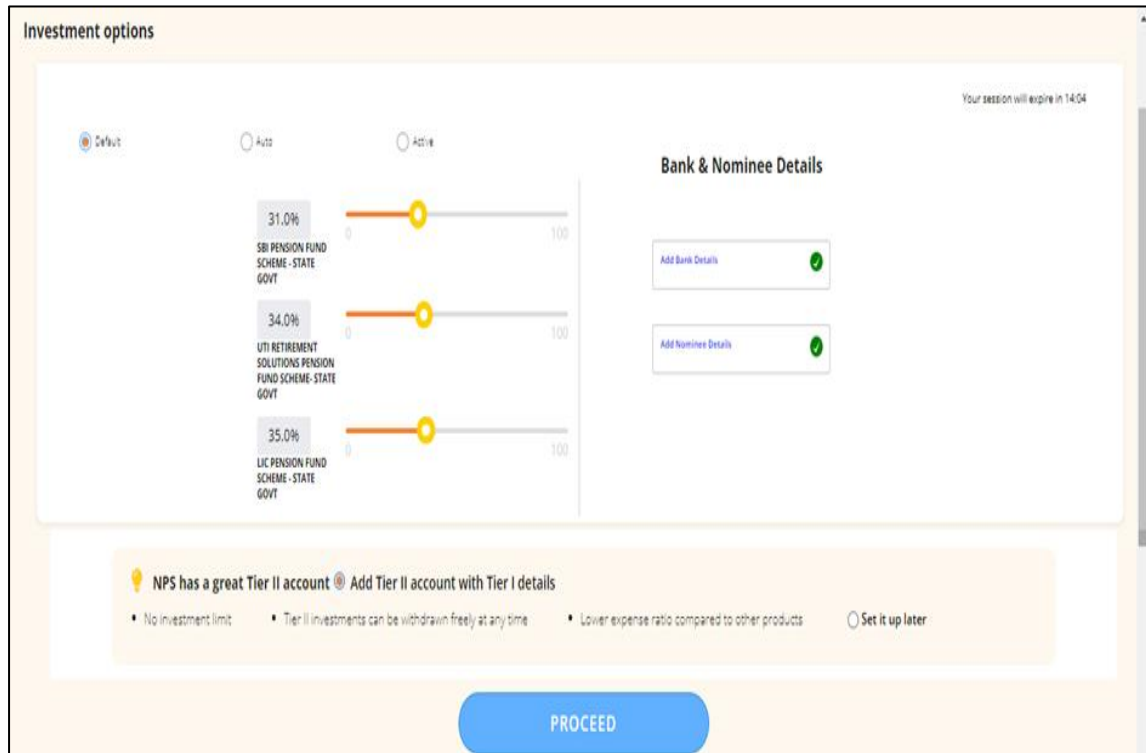 Investment options
Your session will expire in 14:04
Default
Auto
Active
31.0%
0
100
SBI PENSION FUND
SCHEME - STATE
GOVT
34.0%
0
100
UTI RETIREMENT
SOLUTIONS PENSION
FUND SCHEME- STATE
GOVT
35.0%
0
100
LIC PENSION FUND
SCHEME - STATE
GOVT
Bank & Nominee Details
Add Bank Details
Add Nominee Details
NPS has a great Tier II account Add Tier II account with Tier I details
• No investment limit • Tier II investments can be withdrawn freely at any time • Lower expense ratio compared to other products Set it up later
PROCEED